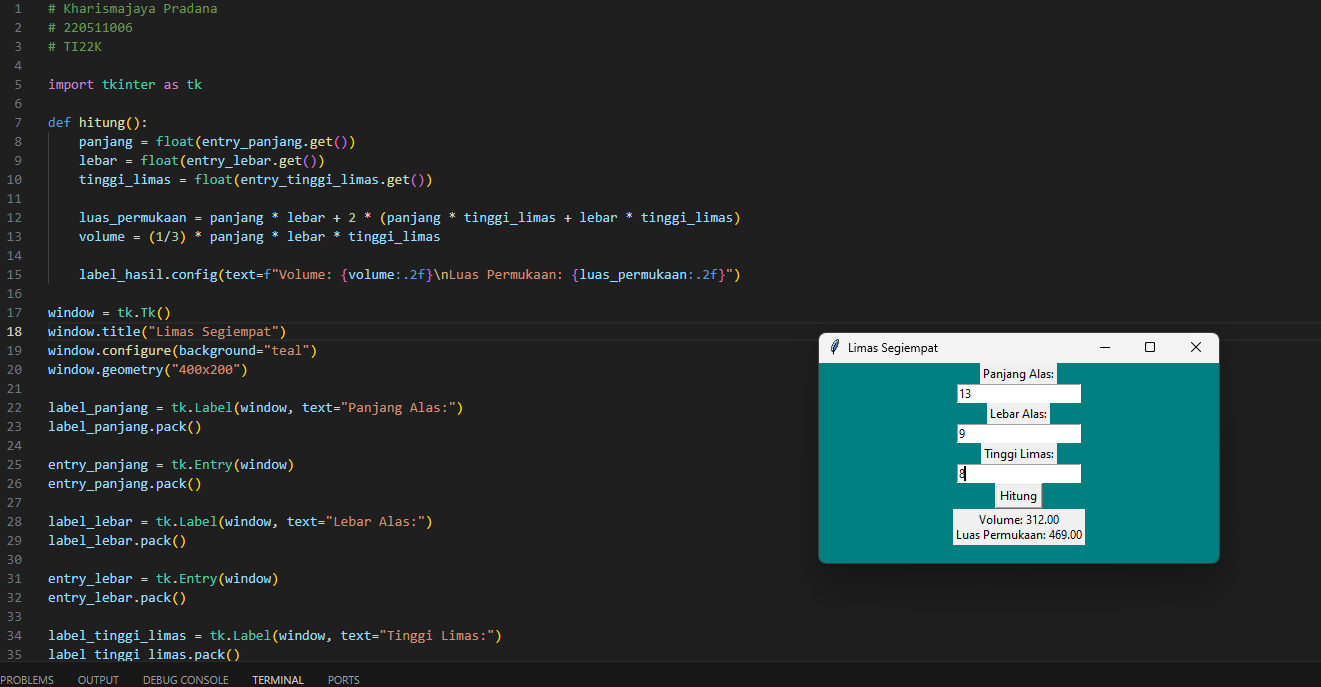 1 # Kharismajaya Pradana
2 # 220511006
3 # TI22K
4
5 import tkinter as tk
6
7 def hitung():
8     panjang = float(entry_panjang.get())
9     lebar = float(entry_lebar.get())
10     tinggi_limas = float(entry_tinggi_limas.get())
11
12     luas_permukaan = panjang * lebar + 2 * (panjang * tinggi_limas + lebar * tinggi_limas)
13     volume = (1/3) * panjang * lebar * tinggi_limas
14
15     label_hasil.config(text=f"Volume: {volume:.2f}\nLuas Permukaan: {luas_permukaan:.2f}")
16
17 window = tk.Tk()
18 window.title("Limas Segiempat")
19 window.configure(background="teal")
20 window.geometry("400x200")
21
22 label_panjang = tk.Label(window, text="Panjang Alas:")
23 label_panjang.pack()
24
25 entry_panjang = tk.Entry(window)
26 entry_panjang.pack()
27
28 label_lebar = tk.Label(window, text="Lebar Alas:")
29 label_lebar.pack()
30
31 entry_lebar = tk.Entry(window)
32 entry_lebar.pack()
33
34 label_tinggi_limas = tk.Label(window, text="Tinggi Limas:")
35 label_tinggi_limas.pack()
Limas Segiempat
Panjang Alas:
13
Lebar Alas:
9
Tinggi Limas:
8
Hitung
Volume: 312.00
Luas Permukaan: 469.00
PROBLEMS OUTPUT DEBUG CONSOLE TERMINAL PORTS